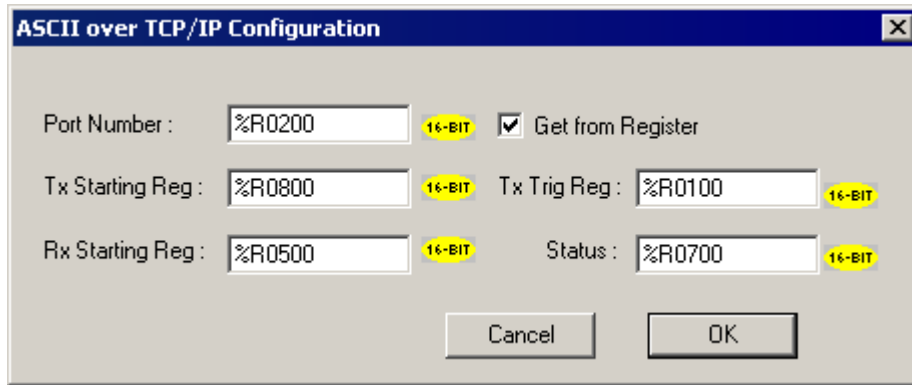 ASCII over TCP/IP Configuration
Port Number : %R0200 16-BIT Get from Register
Tx Starting Reg : %R0800 16-BIT Tx Trig Reg : %R0100 16-BIT
Rx Starting Reg : %R0500 16-BIT Status : %R0700 16-BIT
Cancel OK